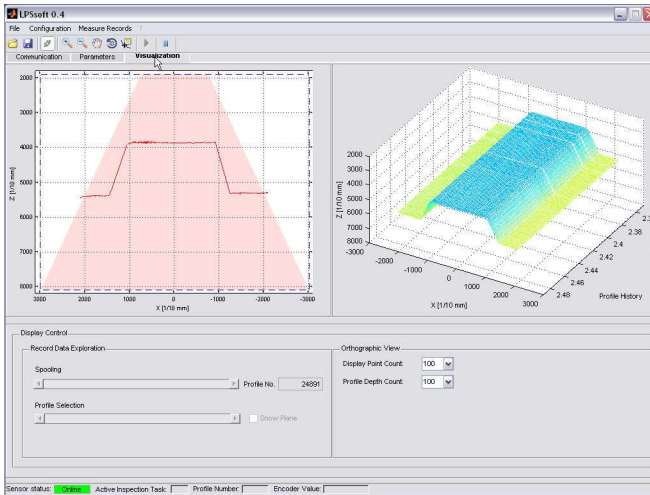 LPSsoft 0.4
File Configuration Measure Records
Communication Parameters Visualization
2000
3000
4000
5000
6000
7000
8000
Z [1/10 mm]
3000 2000 1000 0 -1000 -2000 -3000
X [1/10 mm]
2000
3000
4000
5000
6000
7000
8000
Z [1/10 mm]
-3000
-2000
-1000
0
1000
2000
3000
X [1/10 mm]
2.38
2.4
2.42
2.44
2.46
2.48
Profile History
Display Control
Record Data Exploration
Spooling
Profile No. 24891
Profile Selection
Show Plane
Orthographic View
Display Point Count: 100
Profile Depth Count: 100
Sensor status: Online Active Inspection Task: Profile Number: Encoder Value: